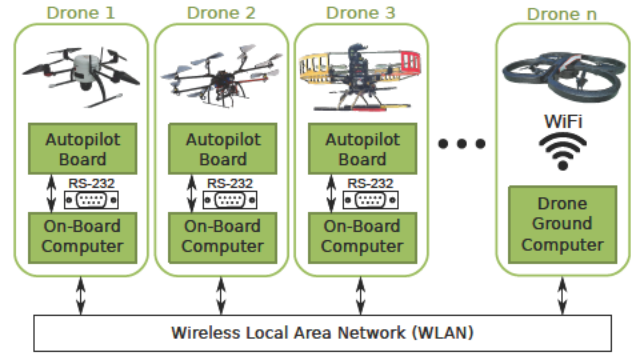 Drone 1
Drone 2
Drone 3
Drone n
Autopilot
Board
RS-232
On-Board
Computer
Autopilot
Board
RS-232
On-Board
Computer
Autopilot
Board
RS-232
On-Board
Computer
WiFi
Drone
Ground
Computer
Wireless Local Area Network (WLAN)